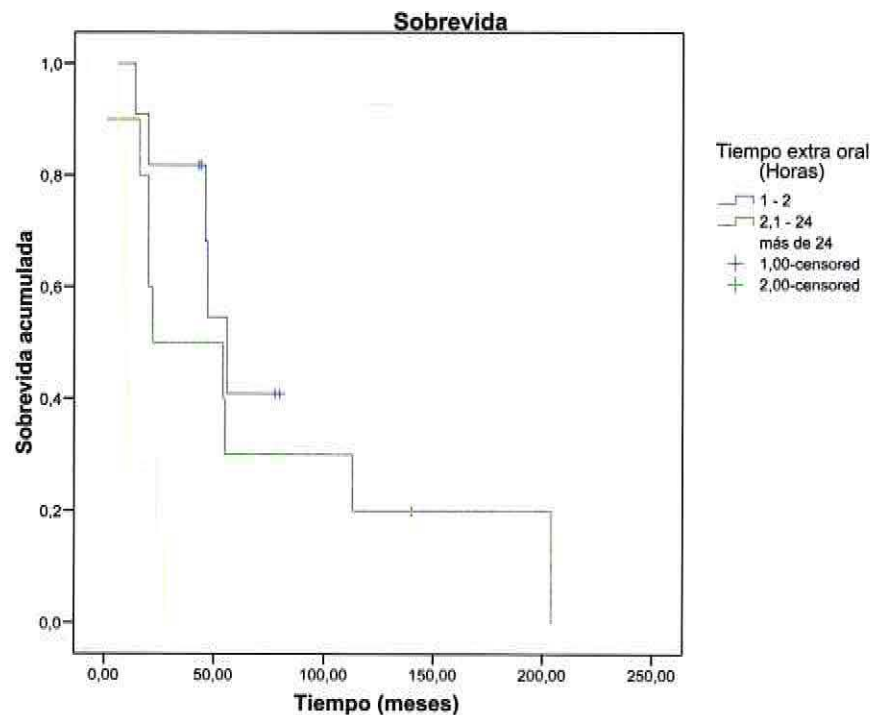 Sobrevida
1,0
0,8
0,6
0,4
0,2
0,0
Sobrevida acumulada
0,00
50,00
100,00
150,00
200,00
250,00
Tiempo (meses)
Tiempo extra oral
(Horas)
1 - 2
2,1 - 24
más de 24
1,00-censored
2,00-censored